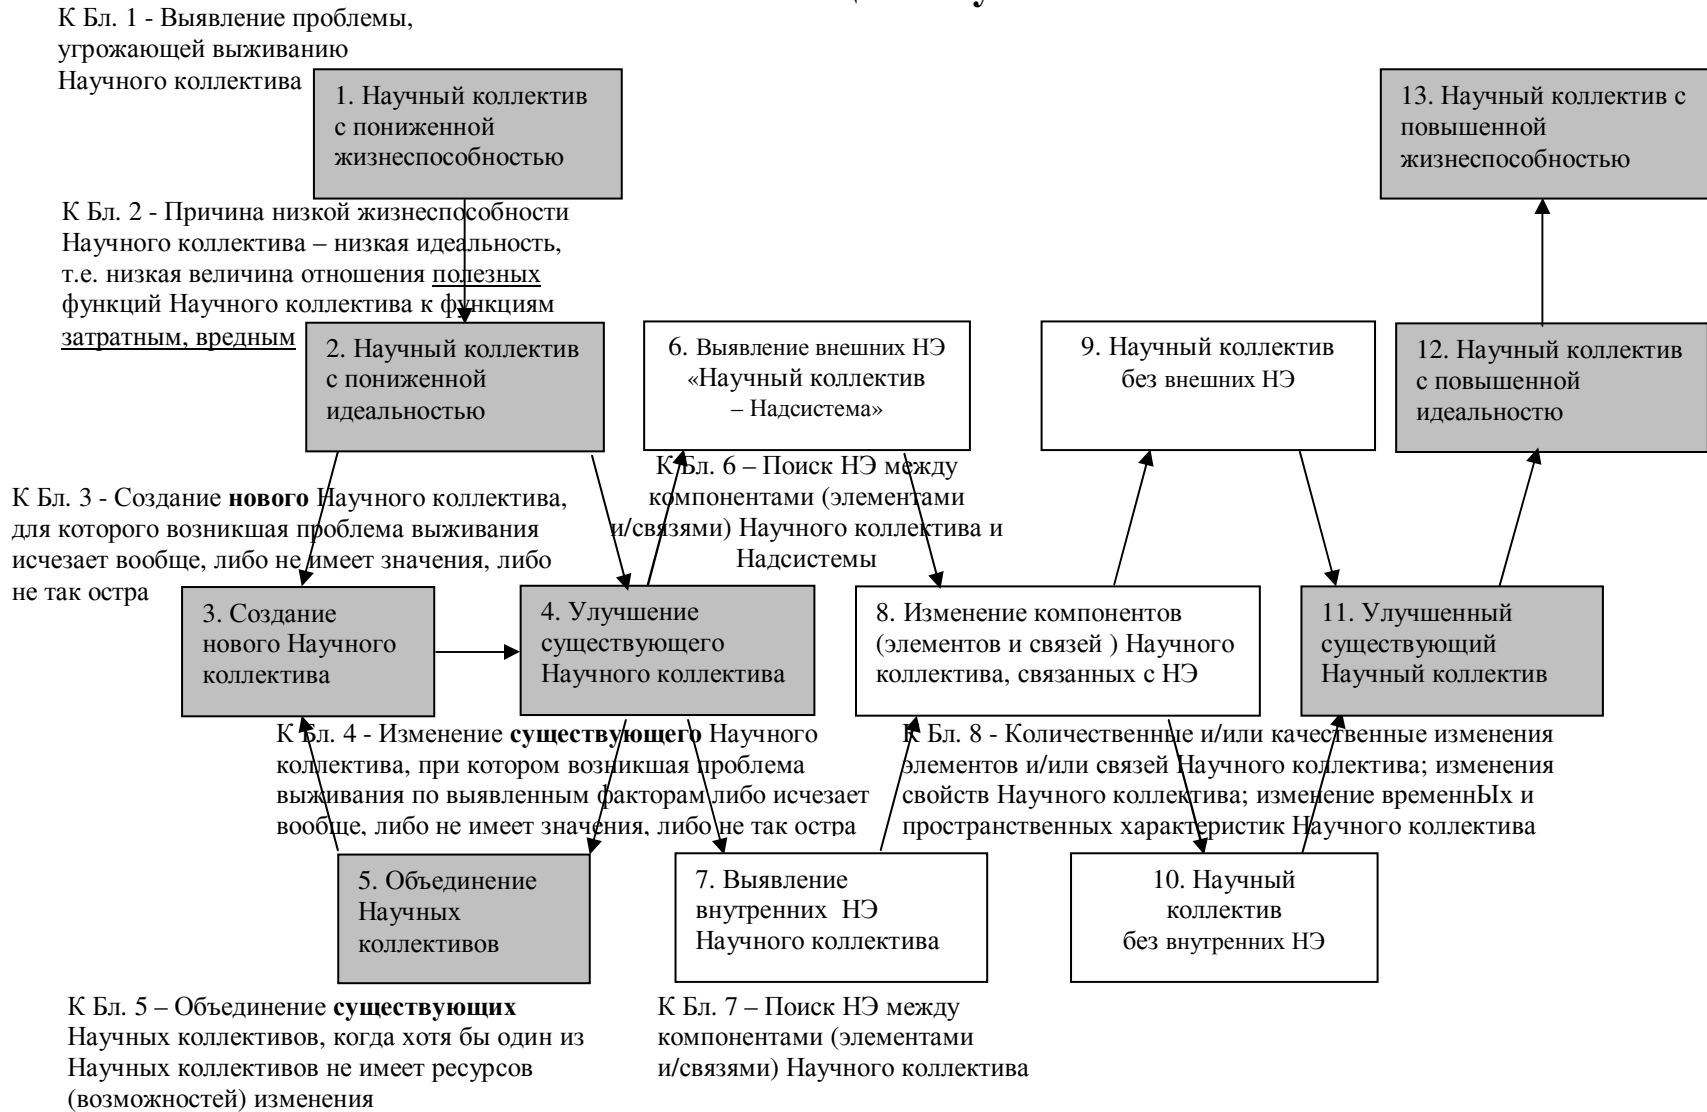 К Бл. 1 - Выявление проблемы,
угрожающей выживанию
Научного коллектива
1. Научный коллектив
с пониженной
жизнеспособностью
13. Научный коллектив с
повышенной
жизнеспособностью
К Бл. 2 - Причина низкой жизнеспособности
Научного коллектива – низкая идеальность,
т.е. низкая величина отношения полезных
функций Научного коллектива к функциям
затратным, вредным
2. Научный коллектив
с пониженной
идеальностью
6. Выявление внешних НЭ
«Научный коллектив
– Надсистема»
9. Научный коллектив
без внешних НЭ
12. Научный коллектив
с повышенной
идеальностю
К Бл. 6 – Поиск НЭ между
компонентами (элементами
и/связями) Научного коллектива и
Надсистемы
К Бл. 3 - Создание нового Научного коллектива,
для которого возникшая проблема выживания
исчезает вообще, либо не имеет значения, либо
не так остра
3. Создание
нового Научного
коллектива
4. Улучшение
существующего
Научного коллектива
8. Изменение компонентов
(элементов и связей ) Научного
коллектива, связанных с НЭ
11. Улучшенный
существующий
Научный коллектив
К Бл. 4 - Изменение существующего Научного
коллектива, при котором возникшая проблема
выживания по выявленным факторам либо исчезает
вообще, либо не имеет значения, либо не так остра
К Бл. 8 - Количественные и/или качественные изменения
элементов и/или связей Научного коллектива; изменения
свойств Научного коллектива; изменение временнЫх и
пространственных характеристик Научного коллектива
5. Объединение
Научных
коллективов
7. Выявление
внутренних НЭ
Научного коллектива
10. Научный
коллектив
без внутренних НЭ
К Бл. 5 – Объединение существующих
Научных коллективов, когда хотя бы один из
Научных коллективов не имеет ресурсов
(возможностей) изменения
К Бл. 7 – Поиск НЭ между
компонентами (элементами
и/связями) Научного коллектива